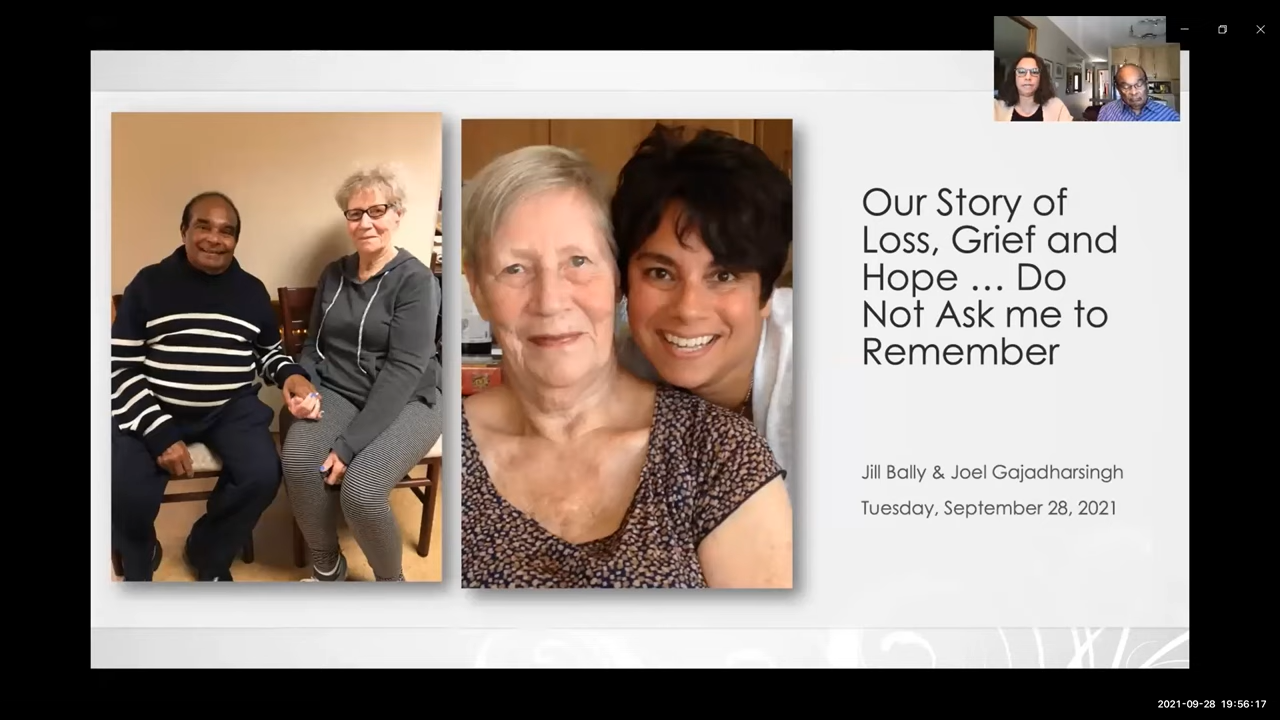 Our Story of
Loss, Grief and
Hope ... Do
Not Ask me to
Remember
Jill Bally & Joel Gajadharsingh
Tuesday, September 28, 2021
2021-09-28 19:56:17